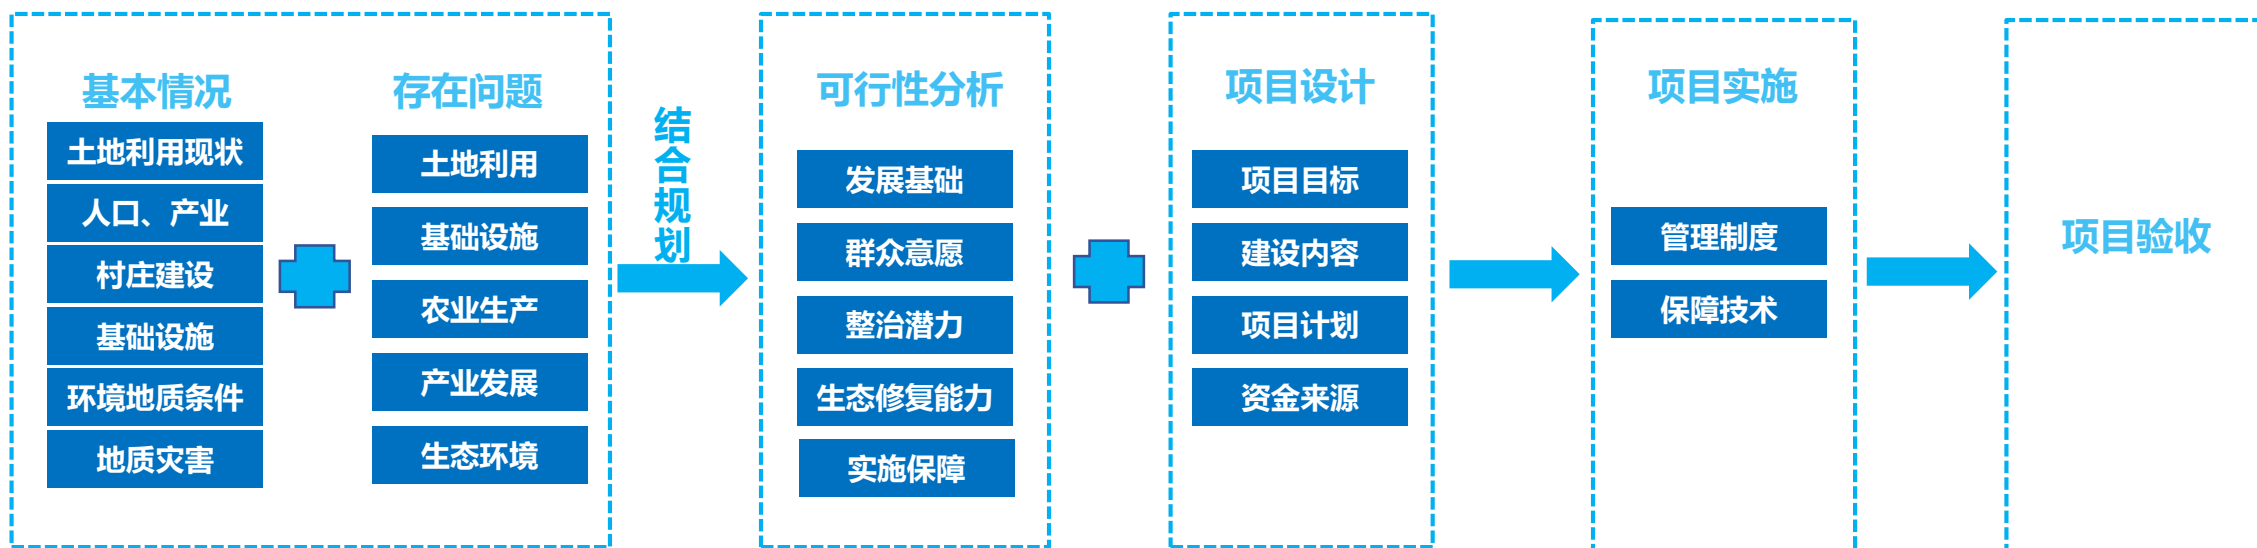 基本情况
土地利用现状
人口、产业
村庄建设
基础设施
环境地质条件
地质灾害
存在问题
土地利用
基础设施
农业生产
产业发展
生态环境
结合规划
可行性分析
发展基础
群众意愿
整治潜力
生态修复能力
实施保障
项目设计
项目目标
建设内容
项目计划
资金来源
项目实施
管理制度
保障技术
项目验收